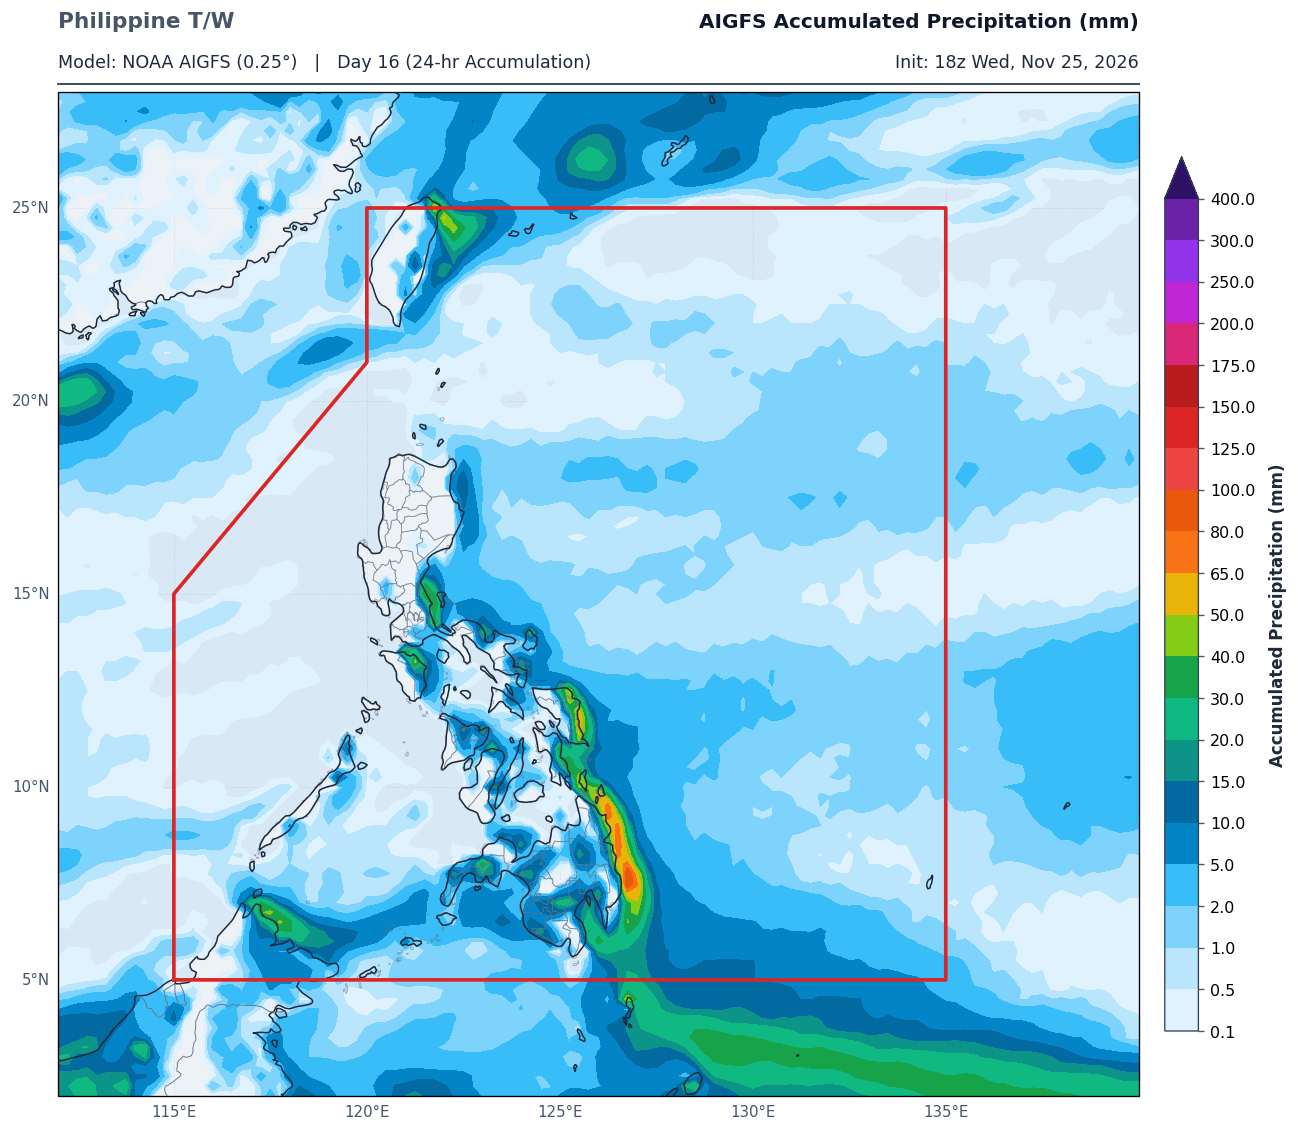 Philippine T/W
AIGFS Accumulated Precipitation (mm)
Model: NOAA AIGFS (0.25°)   |   Day 16 (24-hr Accumulation)
Init: 18z Wed, Nov 25, 2026
25°N
20°N
15°N
10°N
5°N
115°E
120°E
125°E
130°E
135°E
400.0
300.0
250.0
200.0
175.0
150.0
125.0
100.0
80.0
65.0
50.0
40.0
30.0
20.0
15.0
10.0
5.0
2.0
1.0
0.5
0.1
Accumulated Precipitation (mm)